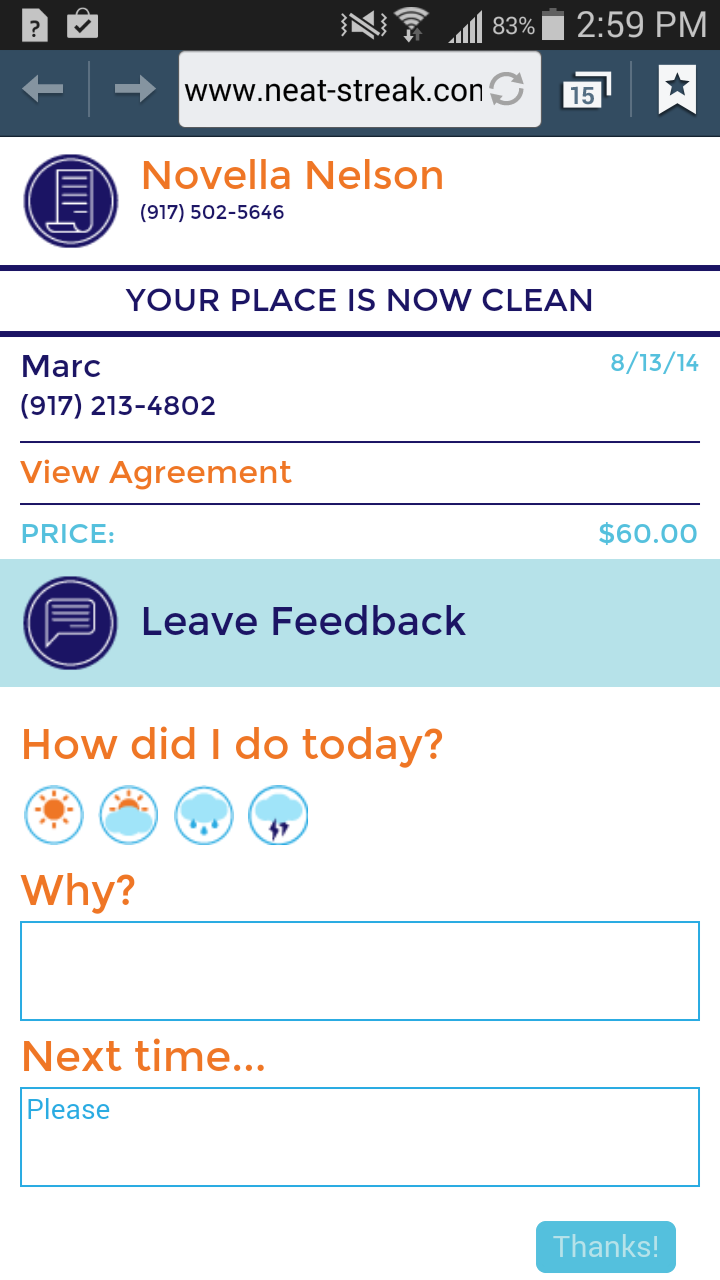 83% 2:59 PM
www.neat-streak.con
15
Novella Nelson
(917) 502-5646
YOUR PLACE IS NOW CLEAN
Marc 8/13/14
(917) 213-4802
View Agreement
PRICE: $60.00
Leave Feedback
How did I do today?
Why?
Next time...
Please
Thanks!